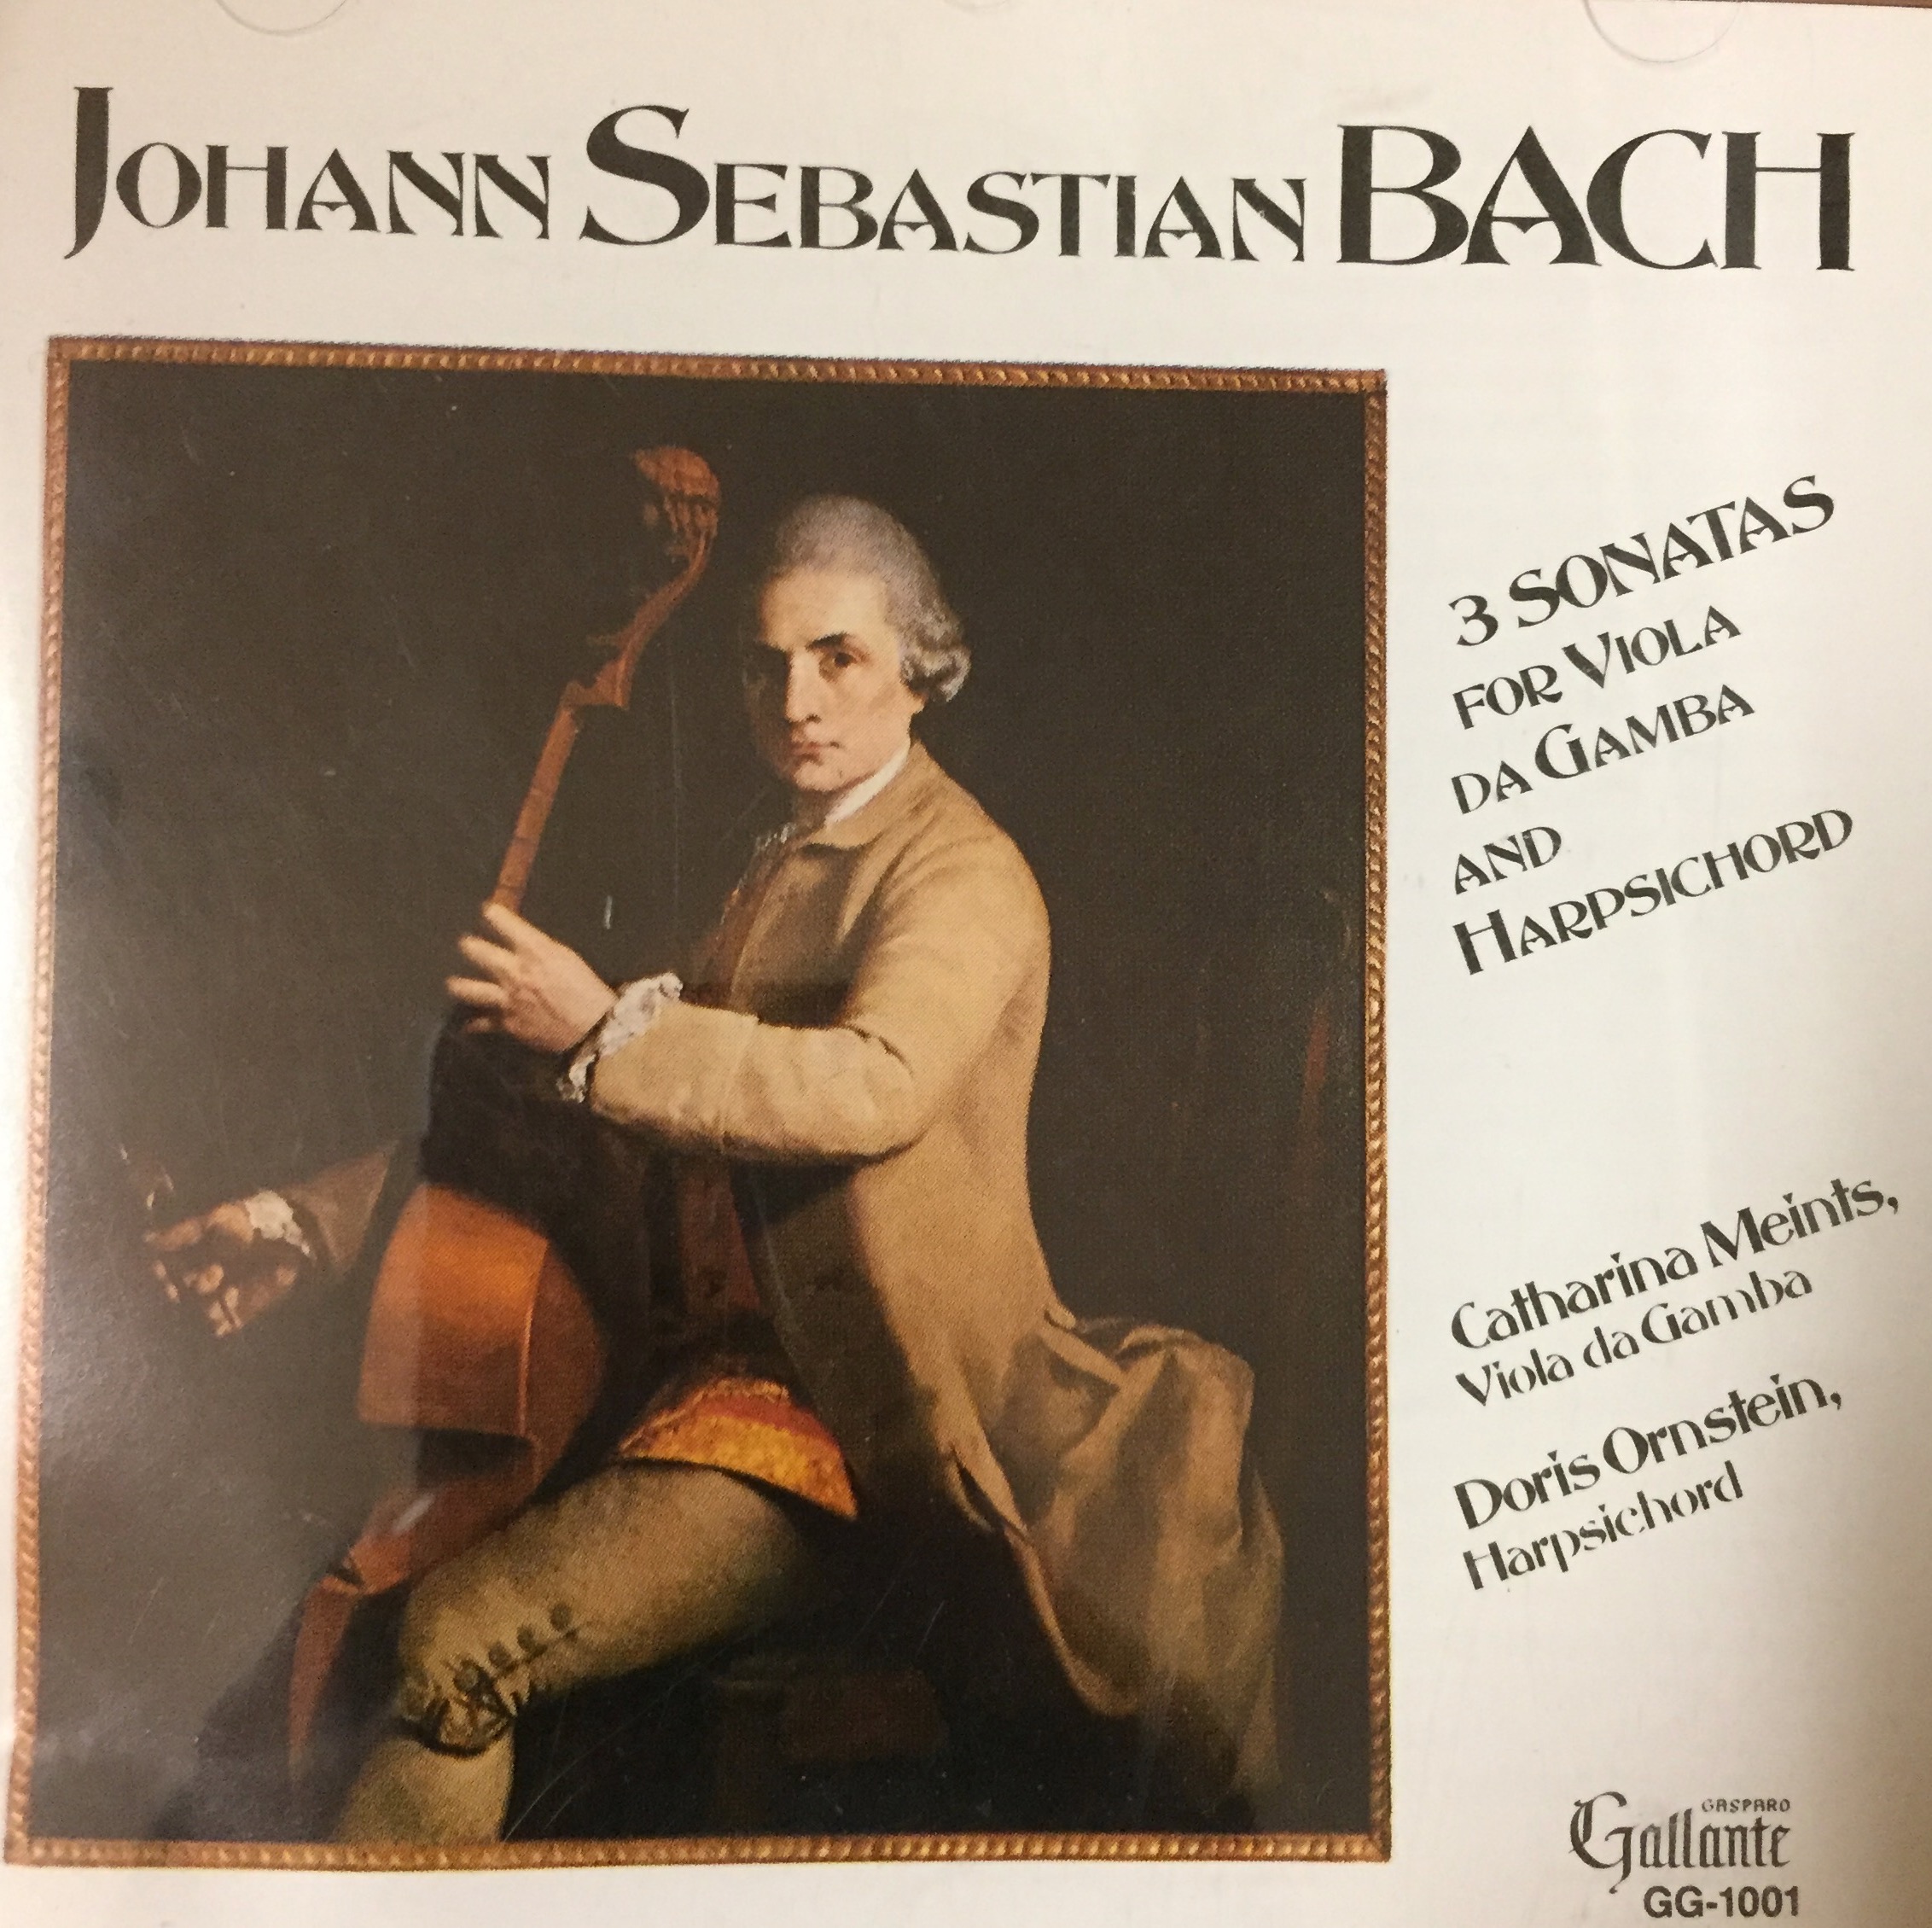 JOHANN SEBASTIAN BACH
3 SONATAS
FOR VIOLA
DA GAMBA
AND
HARPSICHORD
Catharina Meints,
Viola da Gamba
Doris Ornstein,
Harpsichord
GASPARO
Gallante
GG-1001